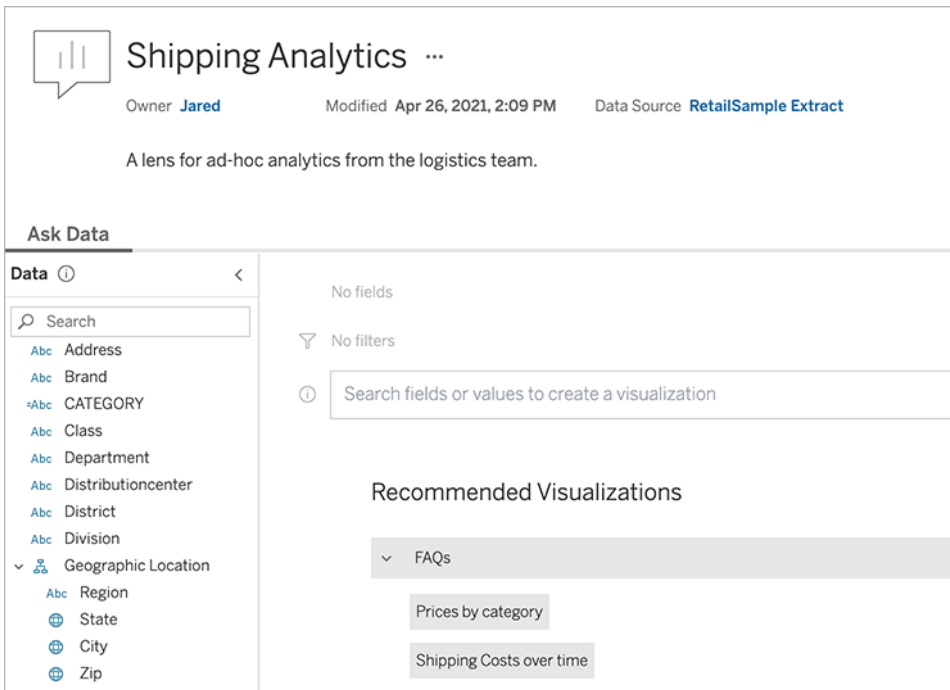 Shipping Analytics ...
Owner Jared Modified Apr 26, 2021, 2:09 PM Data Source RetailSample Extract
A lens for ad-hoc analytics from the logistics team.
Ask Data
Data
Search
Abc Address
Abc Brand
=Abc CATEGORY
Abc Class
Abc Department
Abc Distributioncenter
Abc District
Abc Division
Geographic Location
Abc Region
State
City
Zip
No fields
No filters
Search fields or values to create a visualization
Recommended Visualizations
FAQs
Prices by category
Shipping Costs over time